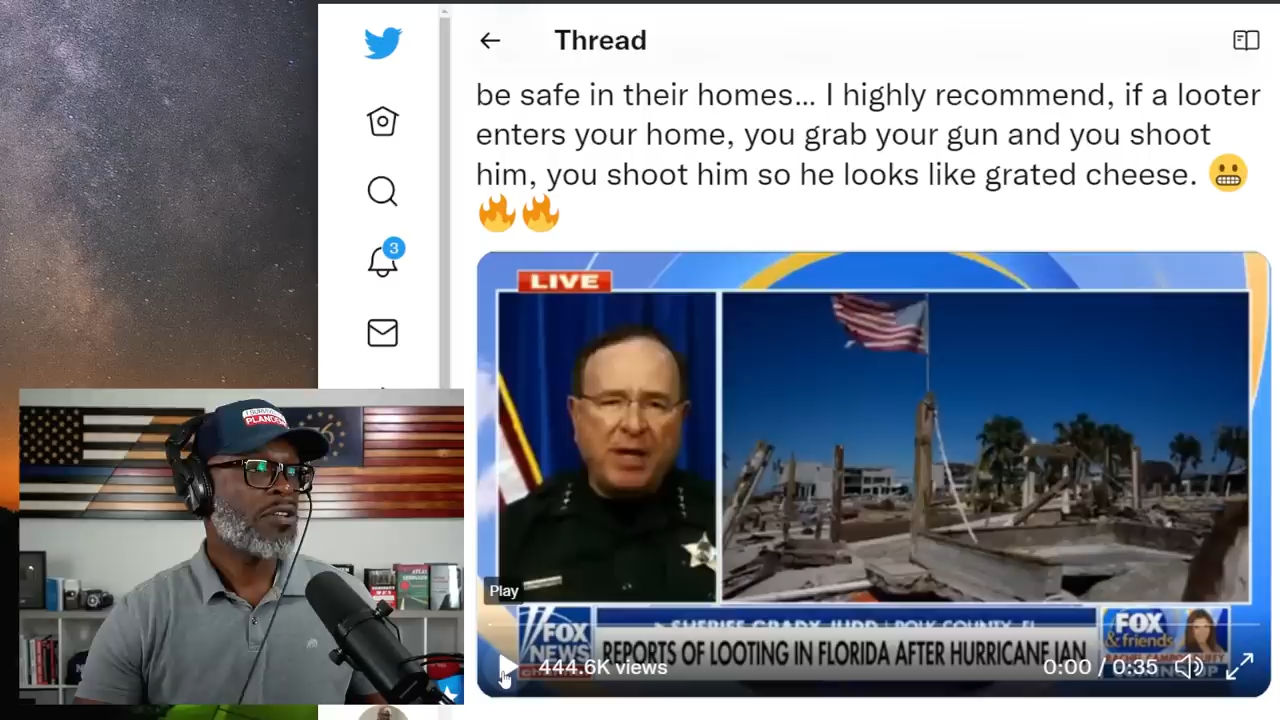 Thread
be safe in their homes... I highly recommend, if a looter
enters your home, you grab your gun and you shoot
him, you shoot him so he looks like grated cheese. 😬
🔥🔥
3
LIVE
Play
SHERIFF GRADY JUDD | POLK COUNTY, FL
FOX
NEWS
REPORTS OF LOOTING IN FLORIDA AFTER HURRICANE IAN
FOX
& friends
444.6K views
0:00 / 0:35